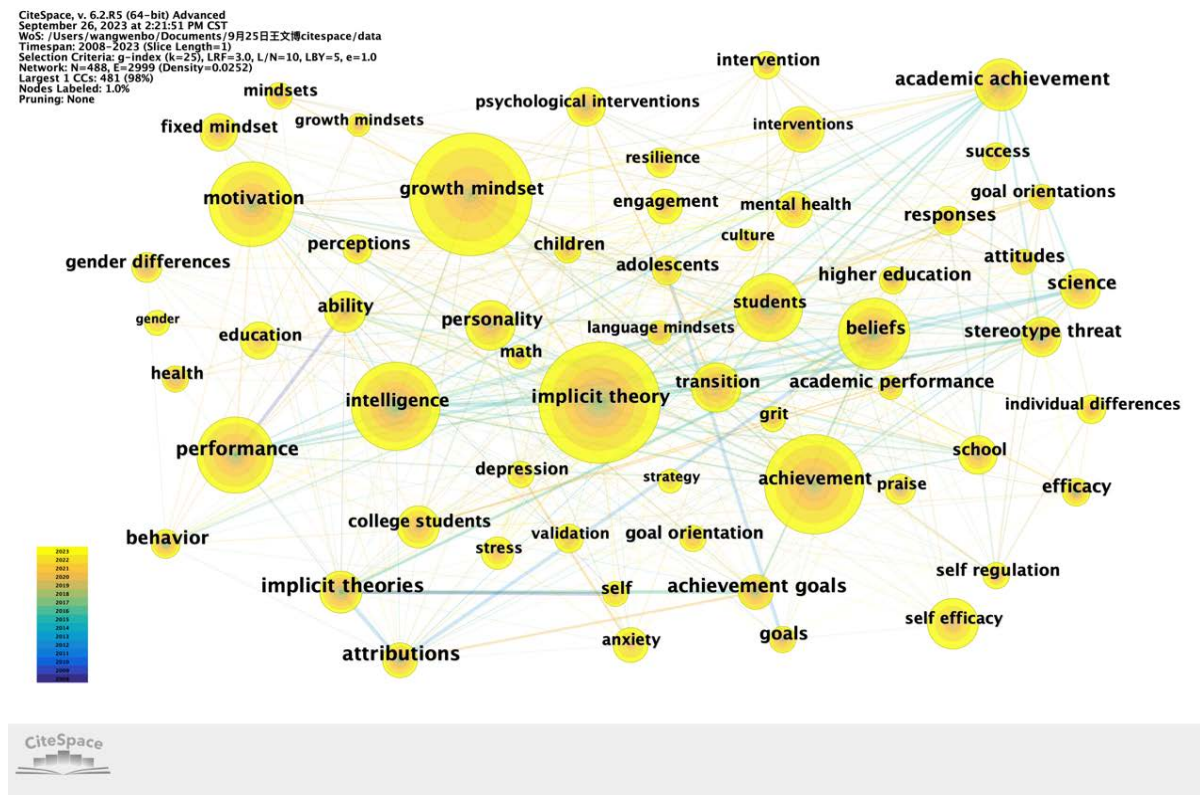 CiteSpace, v. 6.2.R5 (64-bit) Advanced
September 26, 2023 at 2:21:51 PM CST
WoS: /Users/wangwenbo/Documents/9月25日王文博citespace/data
Timespan: 2008-2023 (Slice Length=1)
Selection Criteria: g-index (k=25), LRF=3.0, L/N=10, LBY=5, e=1.0
Network: N=488, E=2999 (Density=0.0252)
Largest 1 CCs: 481 (98%)
Nodes Labeled: 1.0%
Pruning: None
intervention
academic achievement
mindsets
psychological interventions
growth mindsets
fixed mindset
interventions
success
resilience
growth mindset
goal orientations
motivation
engagement
mental health
responses
culture
perceptions
children
attitudes
gender differences
adolescents
higher education
science
ability
students
gender
personality
language mindsets
beliefs
stereotype threat
education
math
health
transition
academic performance
intelligence
implicit theory
individual differences
grit
performance
depression
strategy
achievement
praise
school
efficacy
college students
behavior
validation
goal orientation
stress
self regulation
implicit theories
self
achievement goals
self efficacy
anxiety
goals
attributions
2023
2022
2021
2020
2019
2018
2017
2016
2015
2014
2013
2012
2011
2010
CiteSpace